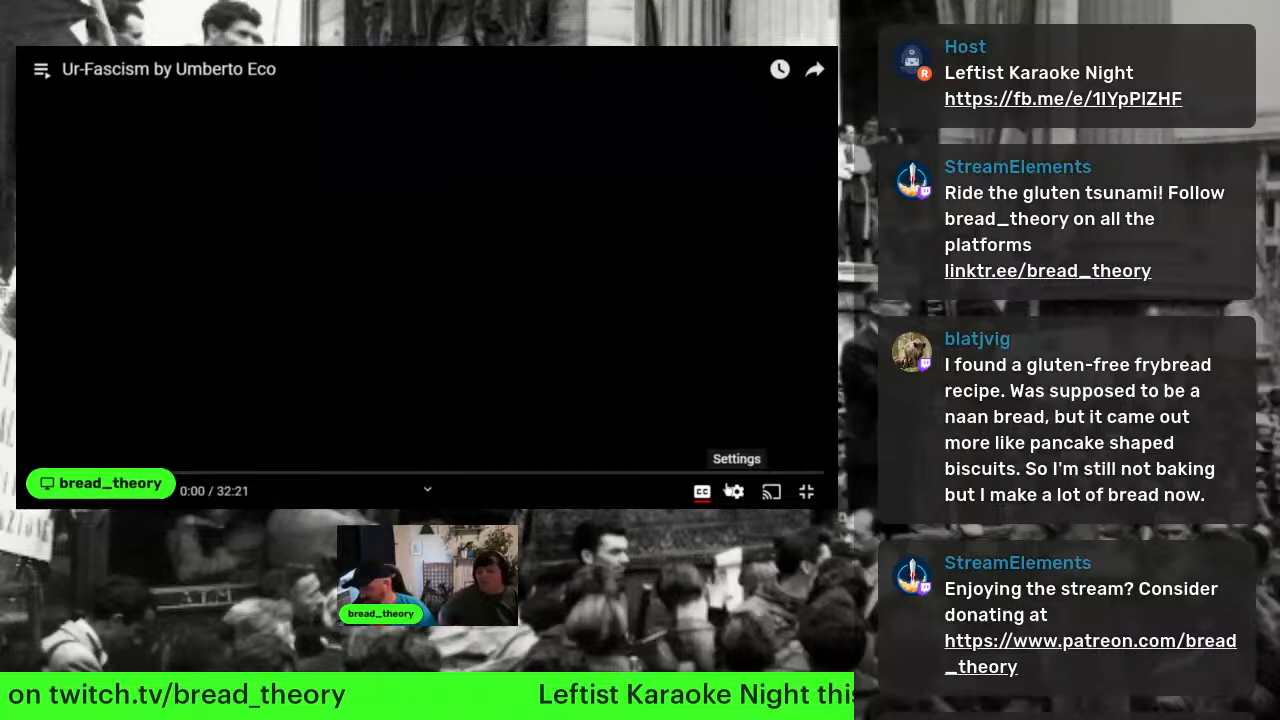 Ur-Fascism by Umberto Eco
Settings
bread_theory
0:00 / 32:21
CC
bread_theory
on twitch.tv/bread_theory
Leftist Karaoke Night this
Host
R
Leftist Karaoke Night
https://fb.me/e/1IYpPIZHF
StreamElements
Ride the gluten tsunami! Follow
bread_theory on all the
platforms
linktr.ee/bread_theory
blatjvig
I found a gluten-free frybread
recipe. Was supposed to be a
naan bread, but it came out
more like pancake shaped
biscuits. So I'm still not baking
but I make a lot of bread now.
StreamElements
Enjoying the stream? Consider
donating at
https://www.patreon.com/bread
_theory